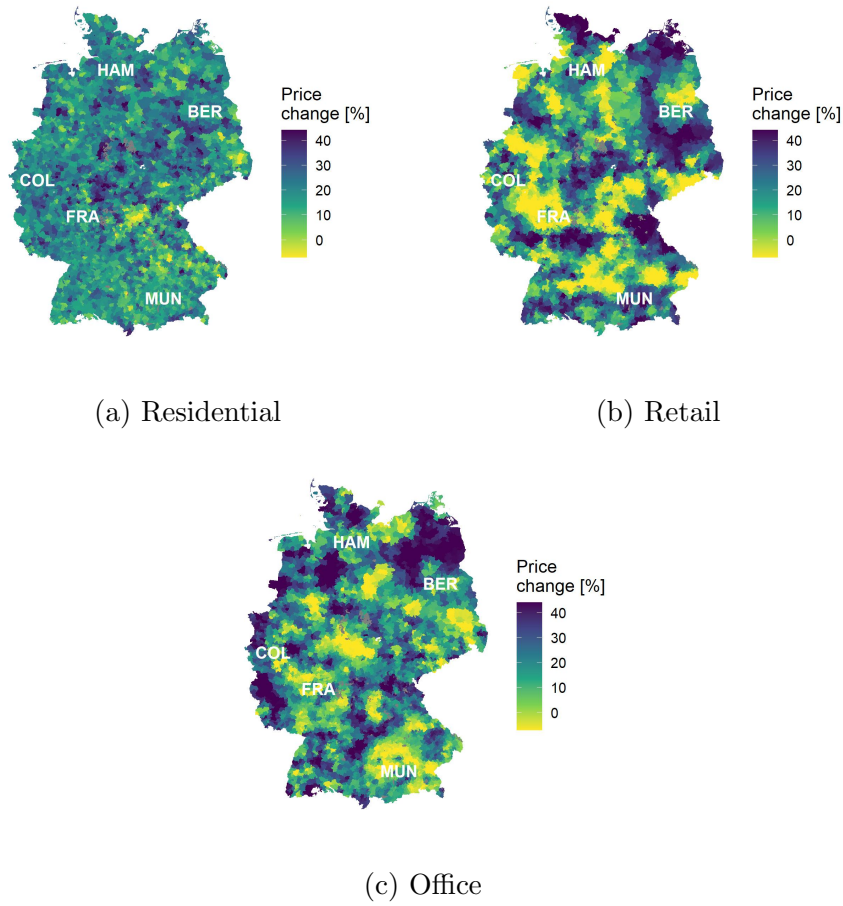 HAM
BER
COL
FRA
MUN
Price
change [%]
40
30
20
10
0
(a) Residential
HAM
BER
COL
FRA
MUN
Price
change [%]
40
30
20
10
0
(b) Retail
HAM
BER
COL
FRA
MUN
Price
change [%]
40
30
20
10
0
(c) Office